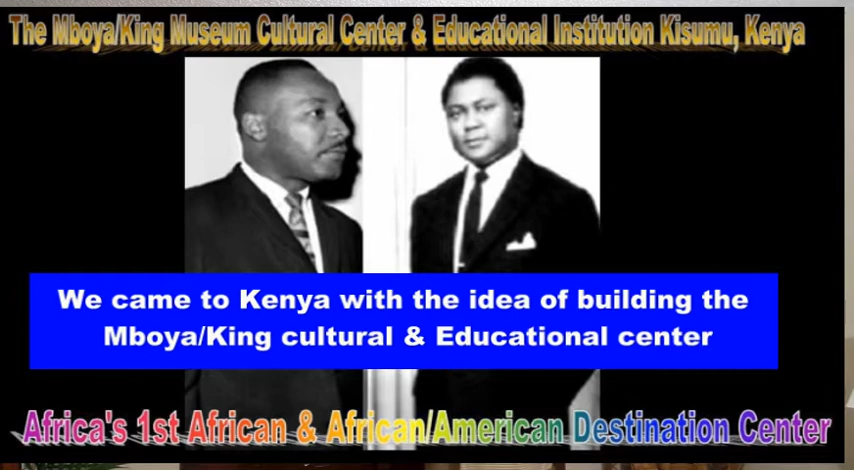 The Mboya/King Museum Cultural Center & Educational Institution Kisumu, Kenya
We came to Kenya with the idea of building the
Mboya/King cultural & Educational center
Africa's 1st African & African/American Destination Center